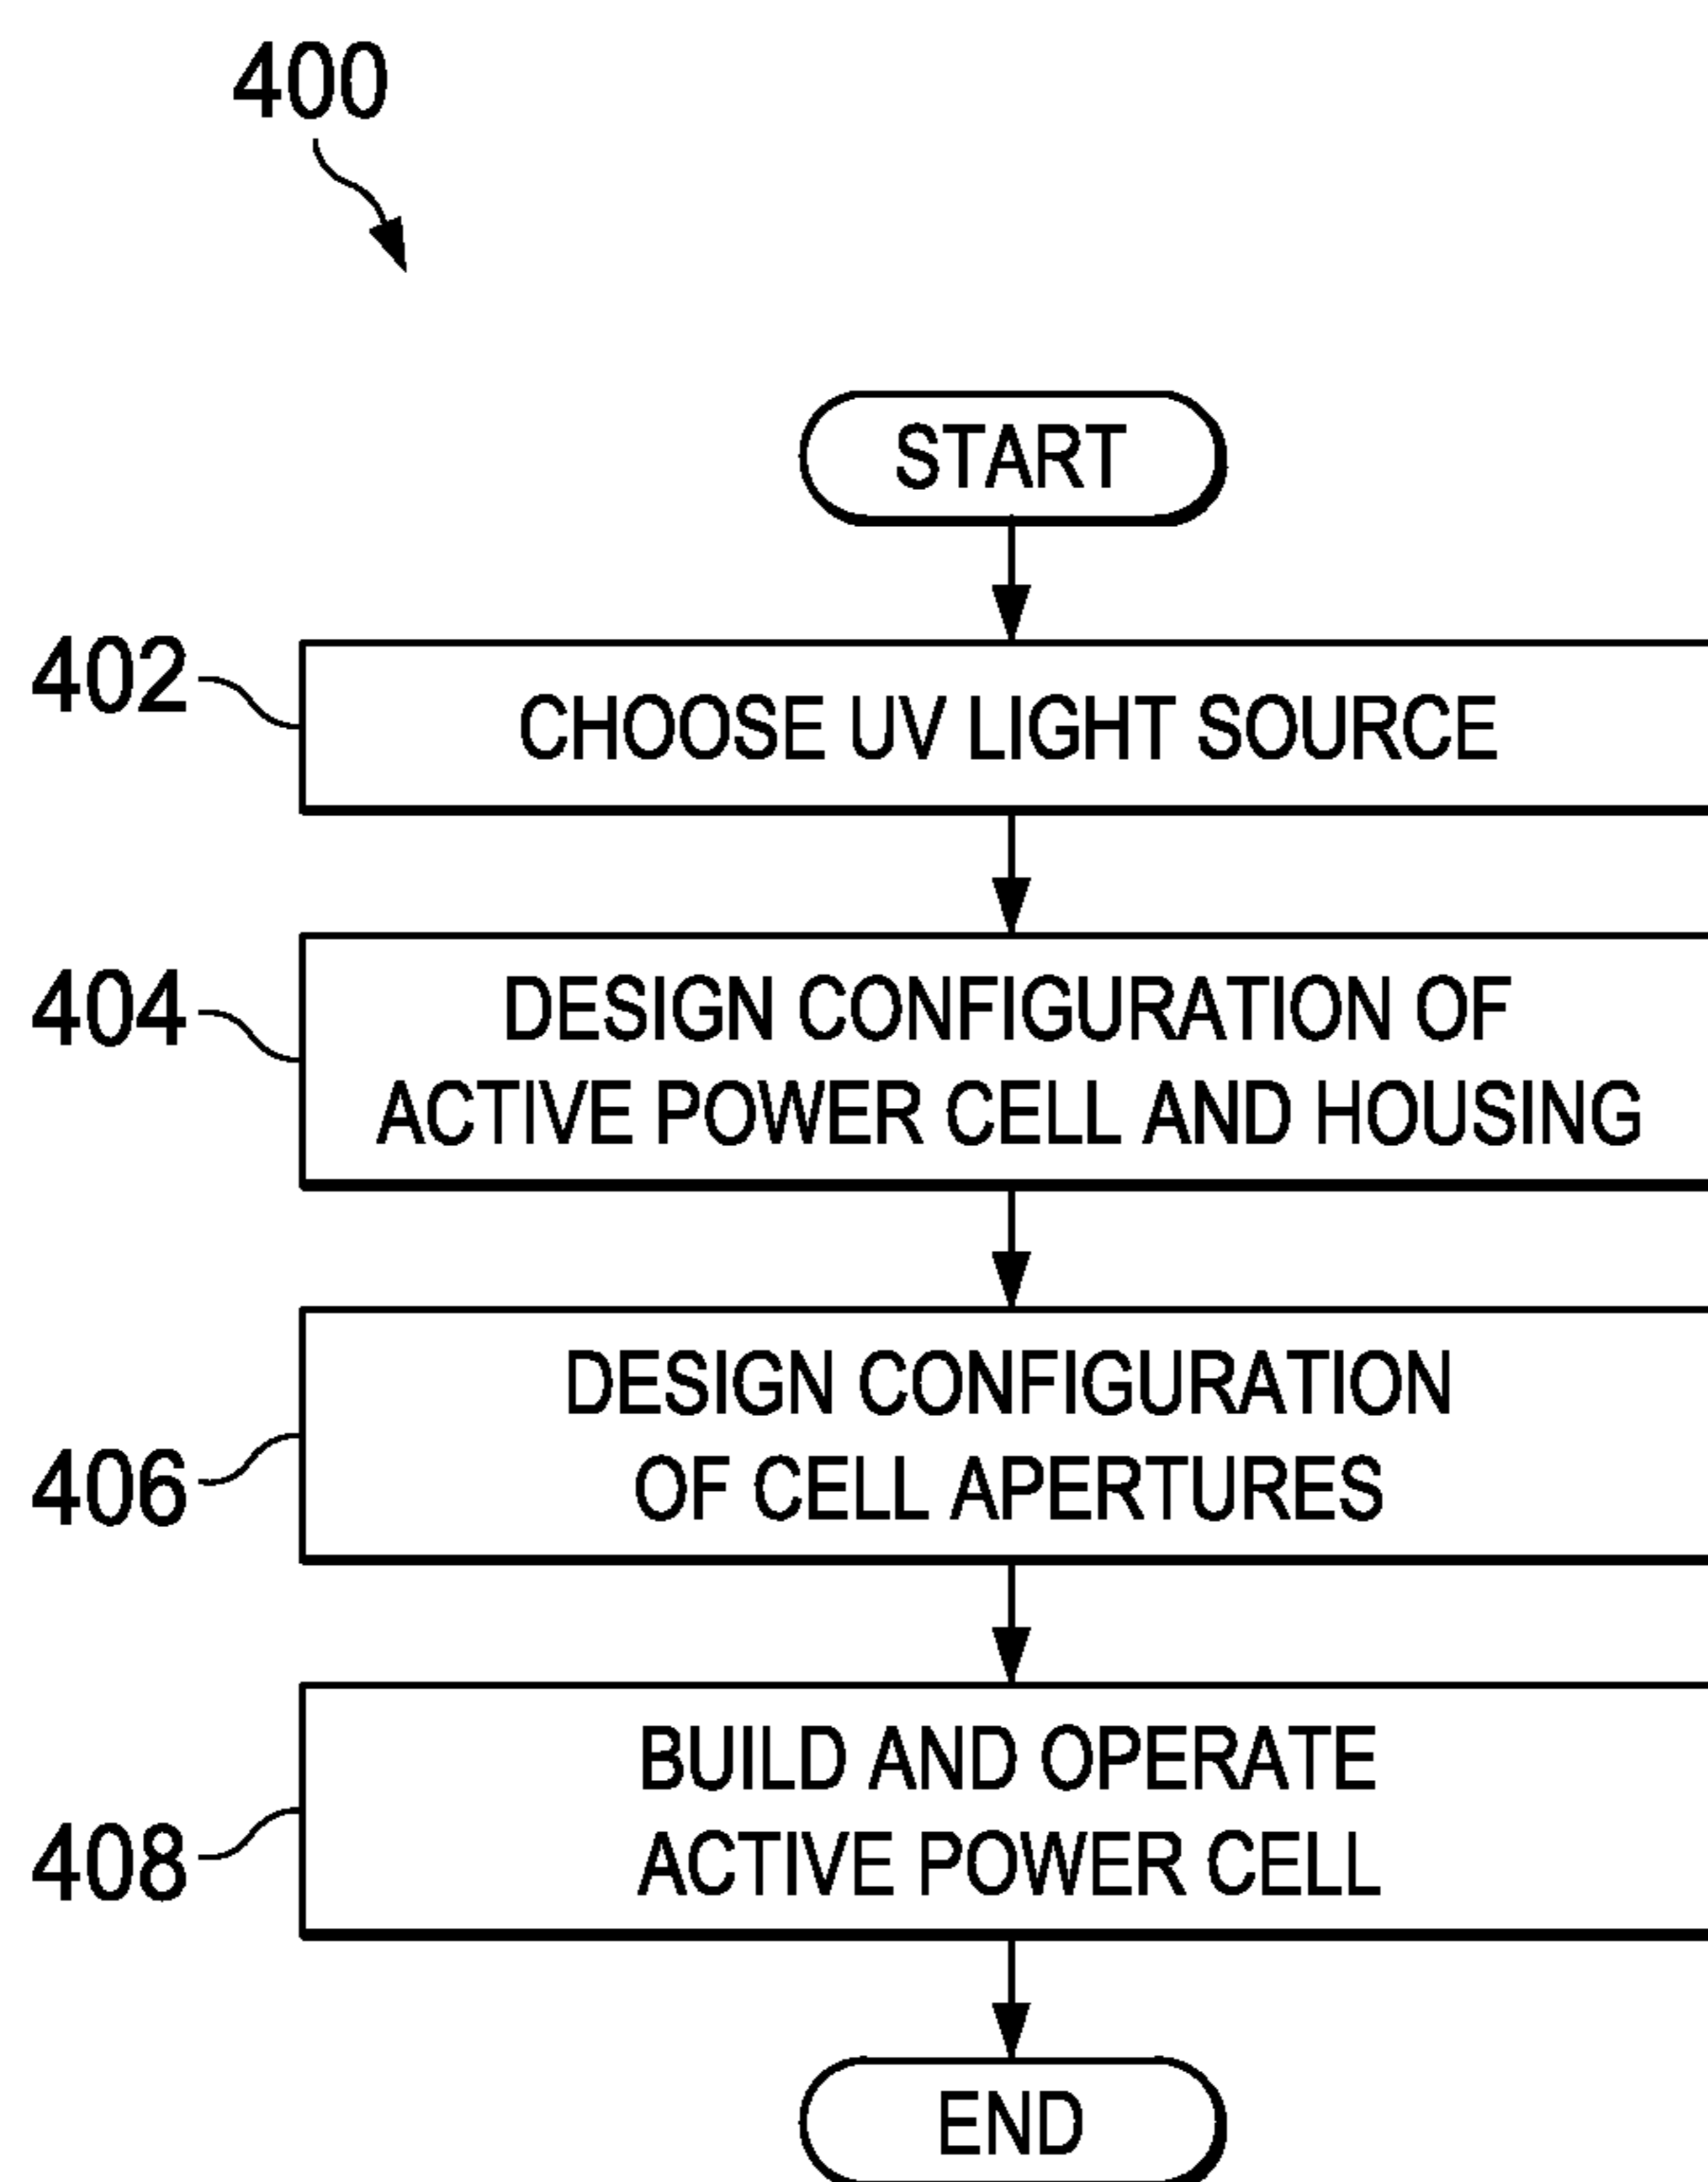 400
START
402
CHOOSE UV LIGHT SOURCE
404
DESIGN CONFIGURATION OF
ACTIVE POWER CELL AND HOUSING
406
DESIGN CONFIGURATION
OF CELL APERTURES
408
BUILD AND OPERATE
ACTIVE POWER CELL
END